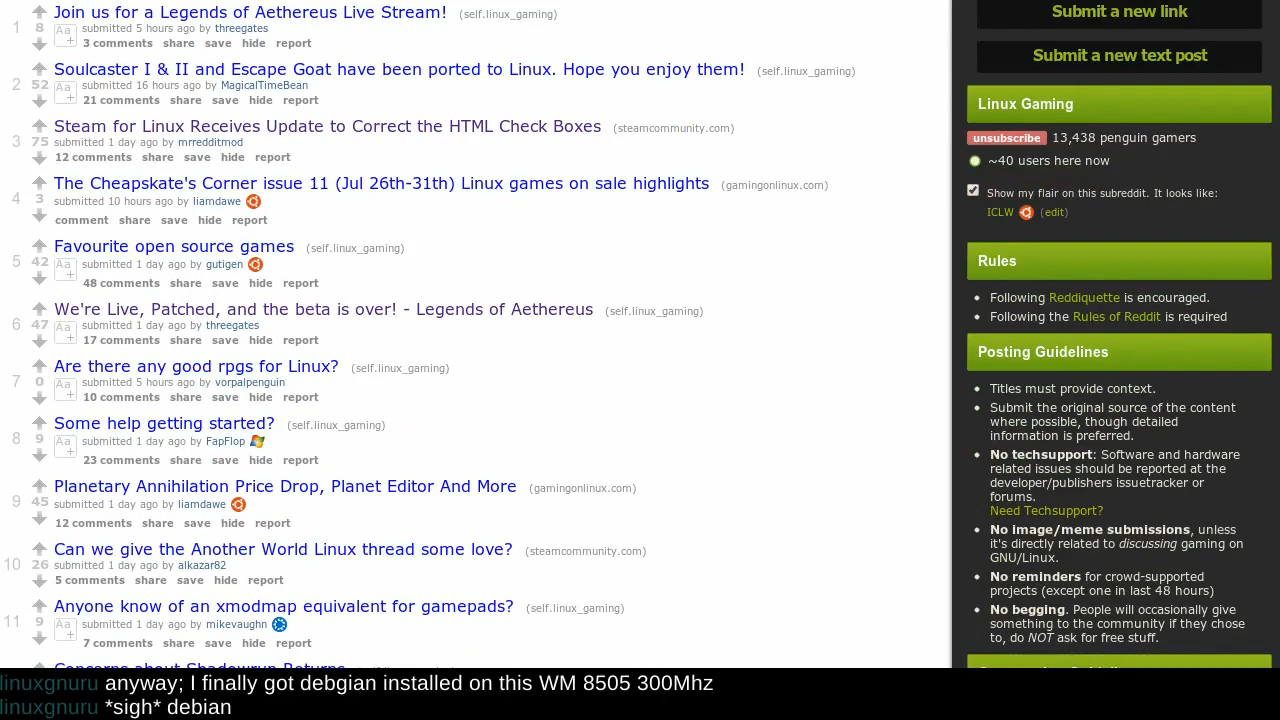 1
8
Join us for a Legends of Aethereus Live Stream! (self.linux_gaming)
Aa+ submitted 5 hours ago by threegates
3 comments share save hide report
2
52
Soulcaster I & II and Escape Goat have been ported to Linux. Hope you enjoy them! (self.linux_gaming)
Aa+ submitted 16 hours ago by MagicalTimeBean
21 comments share save hide report
3
75
Steam for Linux Receives Update to Correct the HTML Check Boxes (steamcommunity.com)
submitted 1 day ago by mrredditmod
12 comments share save hide report
4
3
The Cheapskate's Corner issue 11 (Jul 26th-31th) Linux games on sale highlights (gamingonlinux.com)
submitted 10 hours ago by liamdawe
comment share save hide report
5
42
Favourite open source games (self.linux_gaming)
Aa+ submitted 1 day ago by gutigen
48 comments share save hide report
6
47
We're Live, Patched, and the beta is over! - Legends of Aethereus (self.linux_gaming)
Aa+ submitted 1 day ago by threegates
17 comments share save hide report
7
0
Are there any good rpgs for Linux? (self.linux_gaming)
Aa+ submitted 5 hours ago by vorpalpenguin
10 comments share save hide report
8
9
Some help getting started? (self.linux_gaming)
Aa+ submitted 1 day ago by FapFlop
23 comments share save hide report
9
45
Planetary Annihilation Price Drop, Planet Editor And More (gamingonlinux.com)
submitted 1 day ago by liamdawe
12 comments share save hide report
10
26
Can we give the Another World Linux thread some love? (steamcommunity.com)
submitted 1 day ago by alkazar82
5 comments share save hide report
11
9
Anyone know of an xmodmap equivalent for gamepads? (self.linux_gaming)
Aa+ submitted 1 day ago by mikevaughn
7 comments share save hide report
Concerns about Shadowrun Returns
Submit a new link
Submit a new text post
Linux Gaming
unsubscribe 13,438 penguin gamers
~40 users here now
Show my flair on this subreddit. It looks like:
ICLW (edit)
Rules
Following Reddiquette is encouraged.
Following the Rules of Reddit is required
Posting Guidelines
Titles must provide context.
Submit the original source of the content
where possible, though detailed
information is preferred.
No techsupport: Software and hardware
related issues should be reported at the
developer/publishers issuetracker or
forums.
Need Techsupport?
No image/meme submissions, unless
it's directly related to discussing gaming on
GNU/Linux.
No reminders for crowd-supported
projects (except one in last 48 hours)
No begging. People will occasionally give
something to the community if they chose
to, do NOT ask for free stuff.
linuxgnuru anyway; I finally got debgian installed on this WM 8505 300Mhz
linuxgnuru *sigh* debian